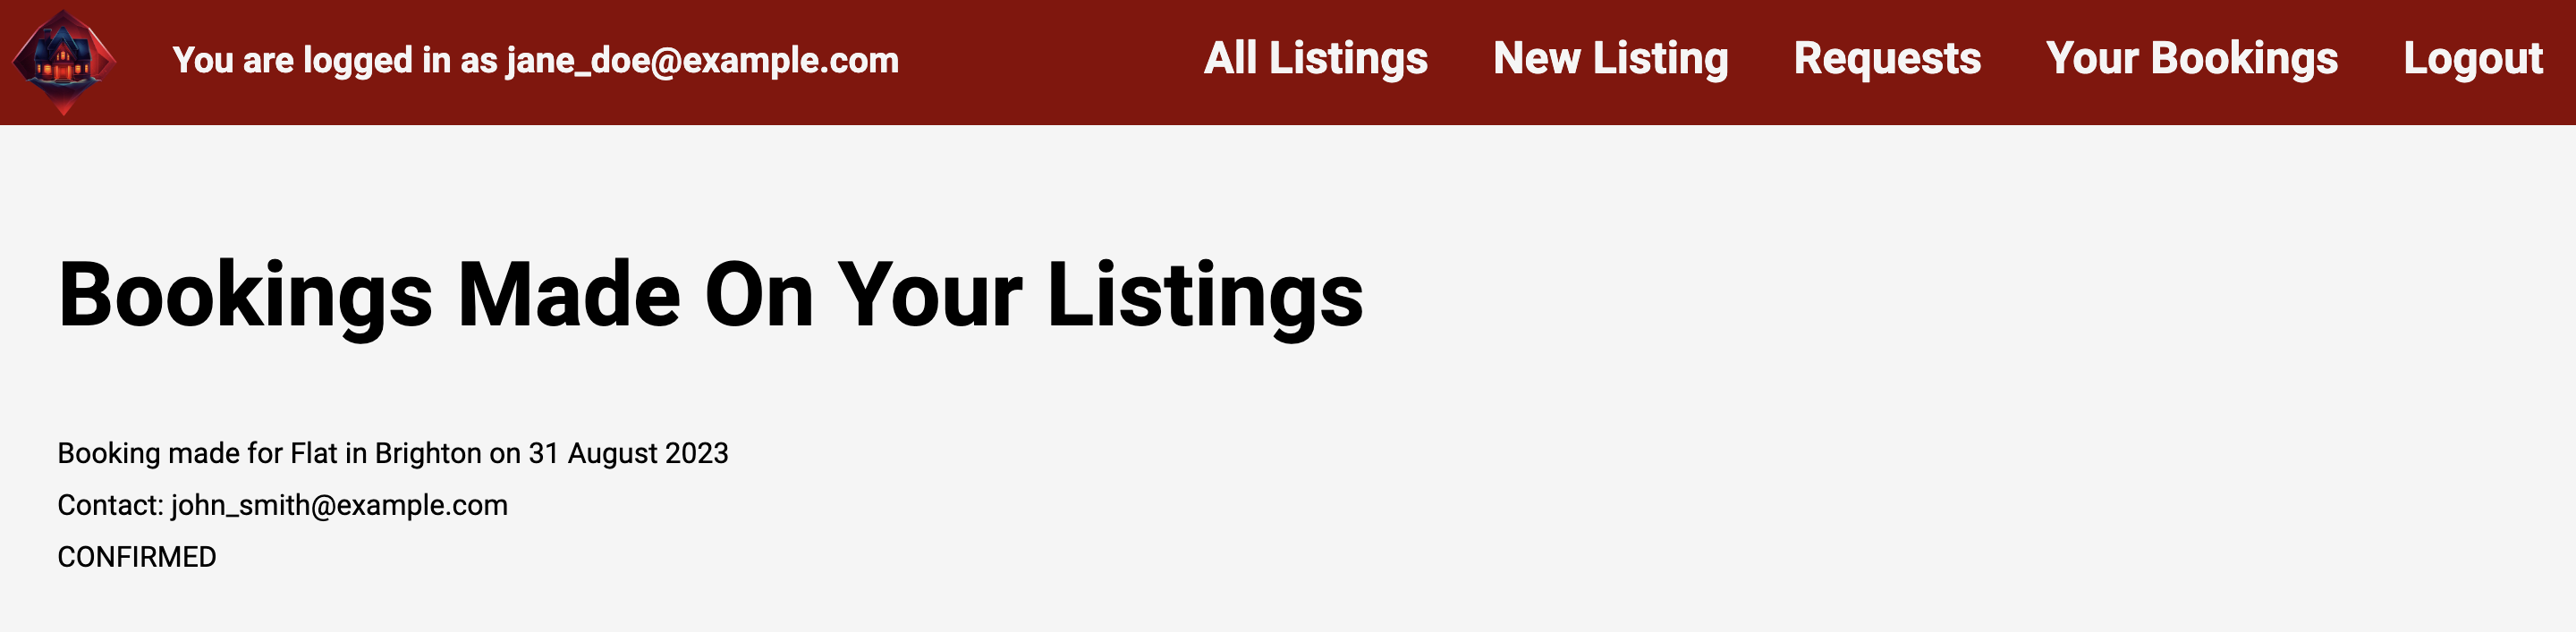 You are logged in as jane_doe@example.com
All Listings
New Listing
Requests
Your Bookings
Logout
Bookings Made On Your Listings
Booking made for Flat in Brighton on 31 August 2023
Contact: john_smith@example.com
CONFIRMED